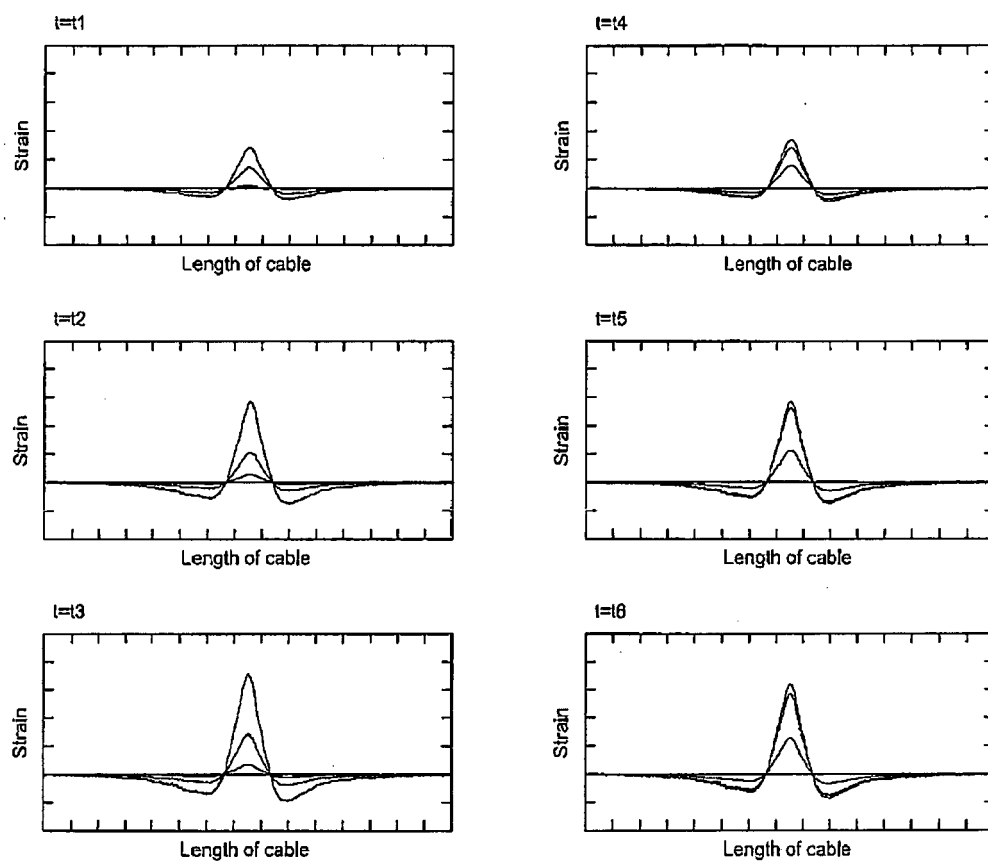 t=t1
Strain
Length of cable
t=t2
Strain
Length of cable
t=t3
Strain
Length of cable
t=t4
Strain
Length of cable
t=t5
Strain
Length of cable
t=t6
Strain
Length of cable